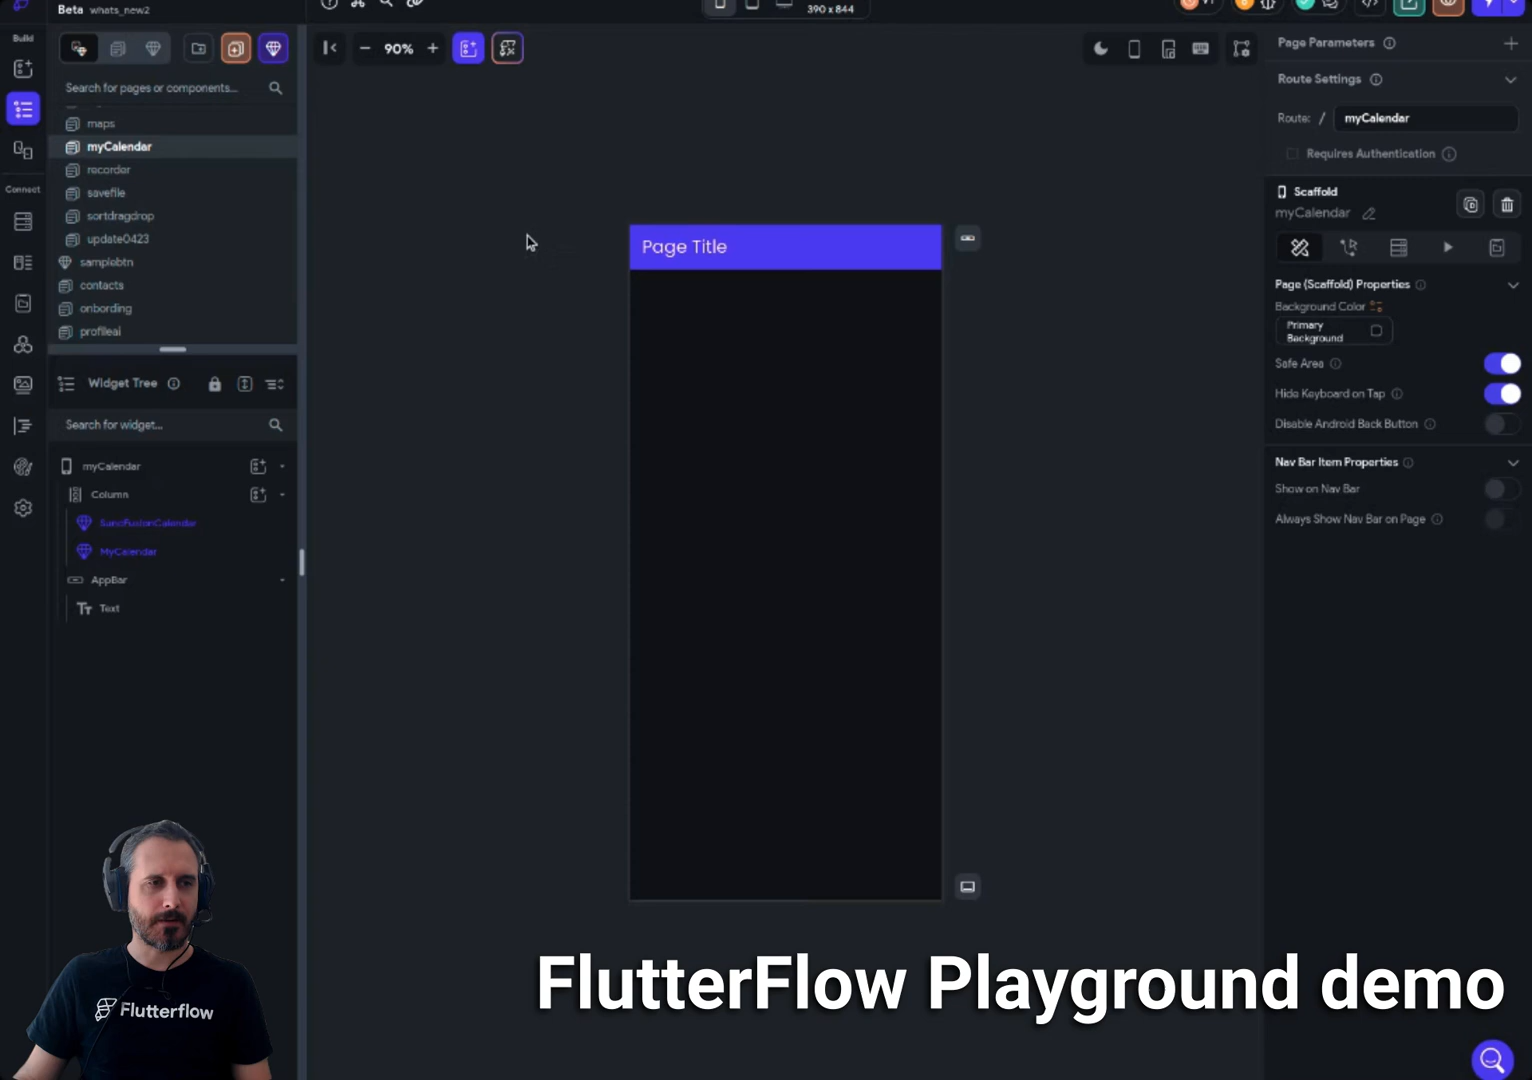 Beta whats_new2
390 x 844
Build
90%
Page Parameters
Search for pages or components...
Route Settings
maps
Route: / myCalendar
myCalendar
Requires Authentication
recorder
Connect
savefile
Scaffold
sortdragdrop
myCalendar
update0423
Page Title
samplebtn
contacts
Page (Scaffold) Properties
onbording
Background Color
profileai
Primary
Background
Safe Area
Widget Tree
Hide Keyboard on Tap
Search for widget...
Disable Android Back Button
myCalendar
Nav Bar Item Properties
Column
Show on Nav Bar
MyCalendar
Always Show Nav Bar on Page
AppBar
Text
FlutterFlow Playground demo
Flutterflow